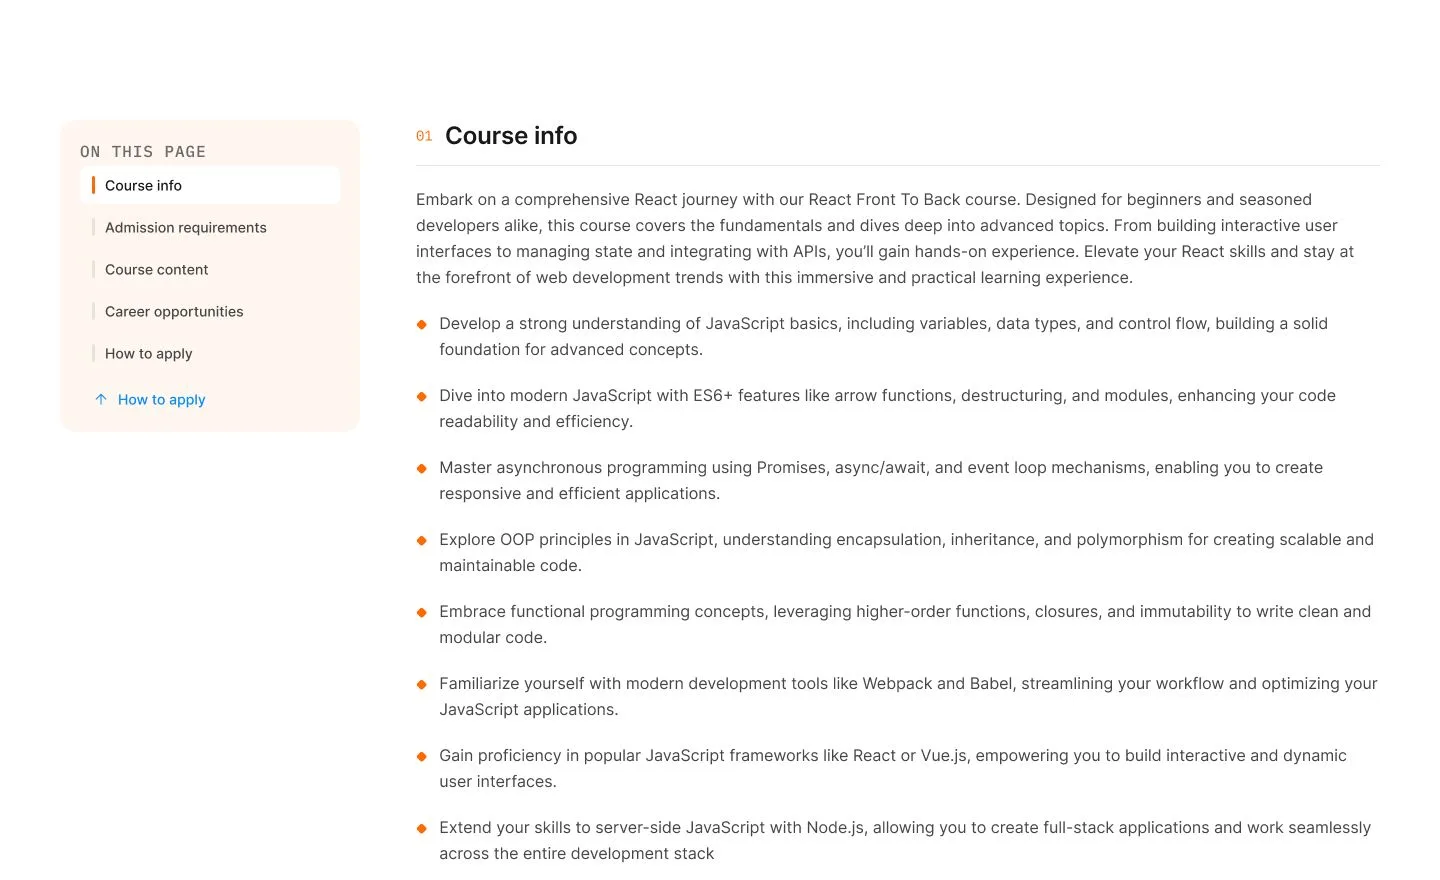 ON THIS PAGE
Course info
Admission requirements
Course content
Career opportunities
How to apply
↑ How to apply
01 Course info
Embark on a comprehensive React journey with our React Front To Back course. Designed for beginners and seasoned
developers alike, this course covers the fundamentals and dives deep into advanced topics. From building interactive user
interfaces to managing state and integrating with APIs, you’ll gain hands-on experience. Elevate your React skills and stay at
the forefront of web development trends with this immersive and practical learning experience.
Develop a strong understanding of JavaScript basics, including variables, data types, and control flow, building a solid
foundation for advanced concepts.
Dive into modern JavaScript with ES6+ features like arrow functions, destructuring, and modules, enhancing your code
readability and efficiency.
Master asynchronous programming using Promises, async/await, and event loop mechanisms, enabling you to create
responsive and efficient applications.
Explore OOP principles in JavaScript, understanding encapsulation, inheritance, and polymorphism for creating scalable and
maintainable code.
Embrace functional programming concepts, leveraging higher-order functions, closures, and immutability to write clean and
modular code.
Familiarize yourself with modern development tools like Webpack and Babel, streamlining your workflow and optimizing your
JavaScript applications.
Gain proficiency in popular JavaScript frameworks like React or Vue.js, empowering you to build interactive and dynamic
user interfaces.
Extend your skills to server-side JavaScript with Node.js, allowing you to create full-stack applications and work seamlessly
across the entire development stack